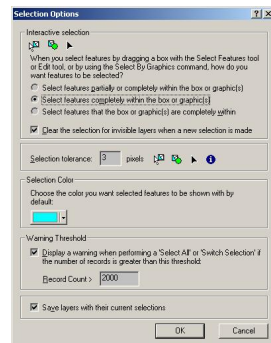 Selection Options
Interactive selection
When you select features by dragging a box with the Select Features tool
or Edit tool, or by using the Select By Graphics command, how do you
want features to be selected?
Select features partially or completely within the box or graphic(s)
Select features completely within the box or graphic(s)
Select features that the box or graphic(s) are completely within
Clear the selection for invisible layers when a new selection is made
Selection tolerance: 3 pixels
Selection Color
Choose the color you want selected features to be shown with by
default:
Warning Threshold
Display a warning when performing a 'Select All' or 'Switch Selection' if
the number of records is greater than this threshold:
Record Count > 2000
Save layers with their current selections
OK Cancel